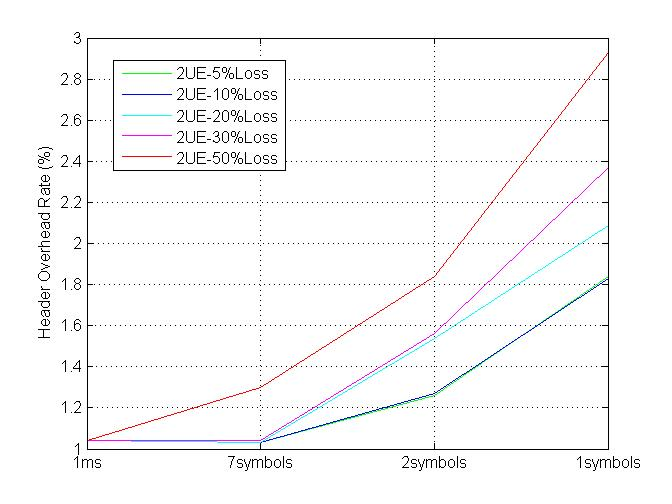 3
2UE-5%Loss
2.8
2UE-10%Loss
2.6
2UE-20%Loss
2UE-30%Loss
2.4
2UE-50%Loss
2.2
2
1.8
1.6
1.4
1.2
1
Header Overhead Rate (%)
1ms 7symbols 2symbols 1symbols